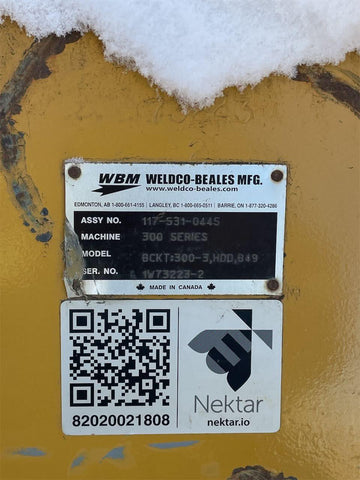 WBM WELDCO-BEALES MFG.
www.weldco-beales.com
EDMONTON, AB 1-800-661-4155 | LANGLEY, BC 1-800-665-0511 | BARRIE, ON 1-877-320-4286
ASSY NO. 117-531-0445
MACHINE 300 SERIES
MODEL BCKT:300-3,HDD,B49
SER. NO. 1W73223-2
MADE IN CANADA
82020021808
Nektar
nektar.io